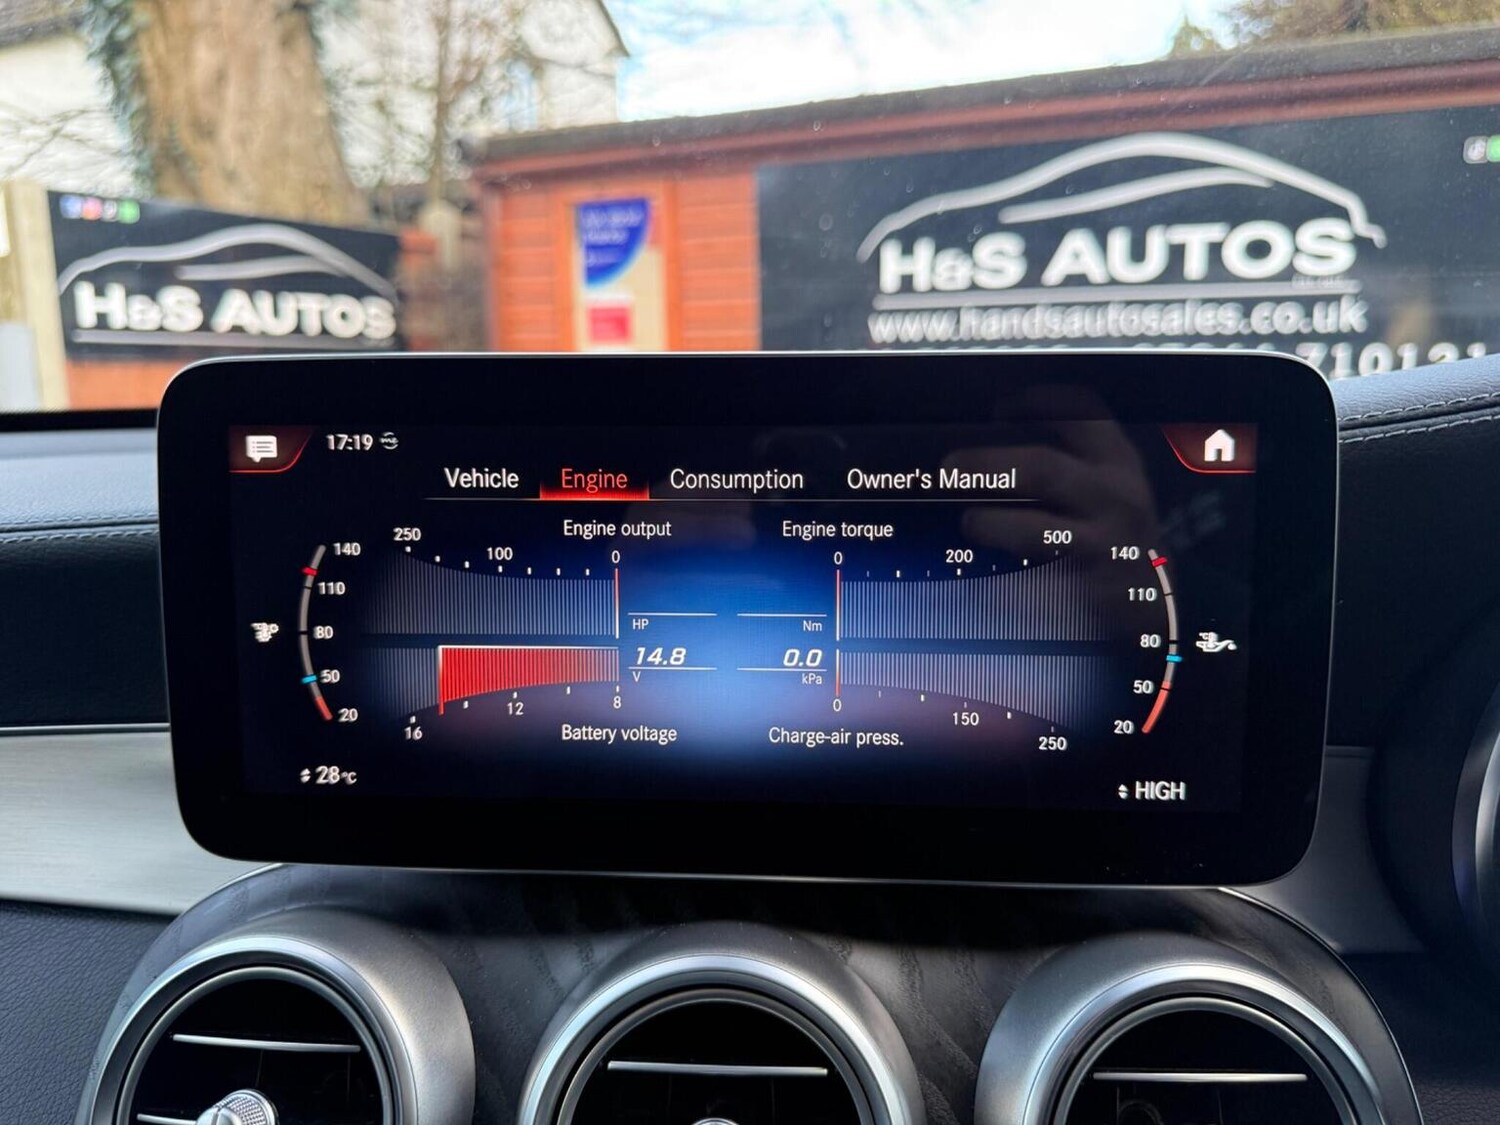 H&S AUTOS
H&S AUTOS
www.handsautosales.co.uk
17:19
Vehicle Engine Consumption Owner's Manual
Engine output Engine torque
250 100 0 0 200 500
140 110 80 50 20
140 110 80 50 20
HP Nm
14.8 0.0
V kPa
16 12 8 0 150 250
Battery voltage Charge-air press.
28°C HIGH